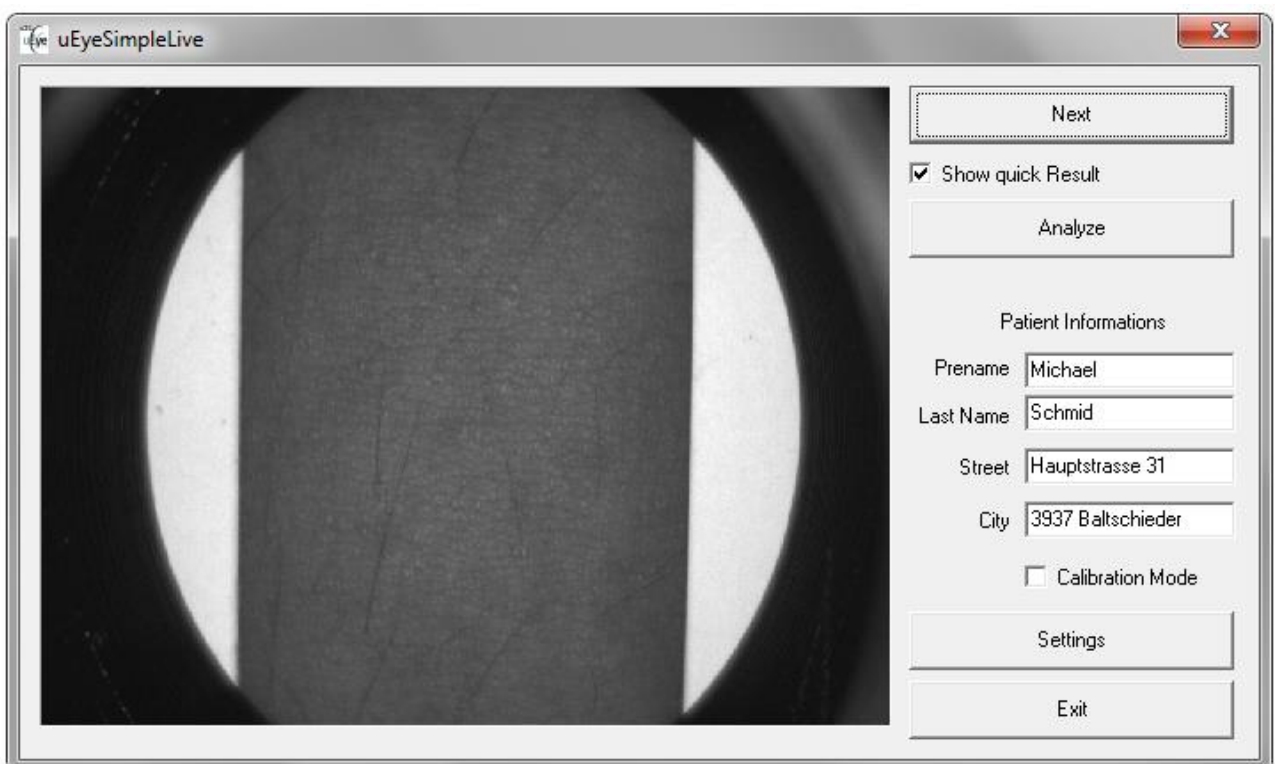 uEye uEyeSimpleLive
Next
Show quick Result
Analyze
Patient Informations
Prename Michael
Last Name Schmid
Street Hauptstrasse 31
City 3937 Baltschieder
Calibration Mode
Settings
Exit